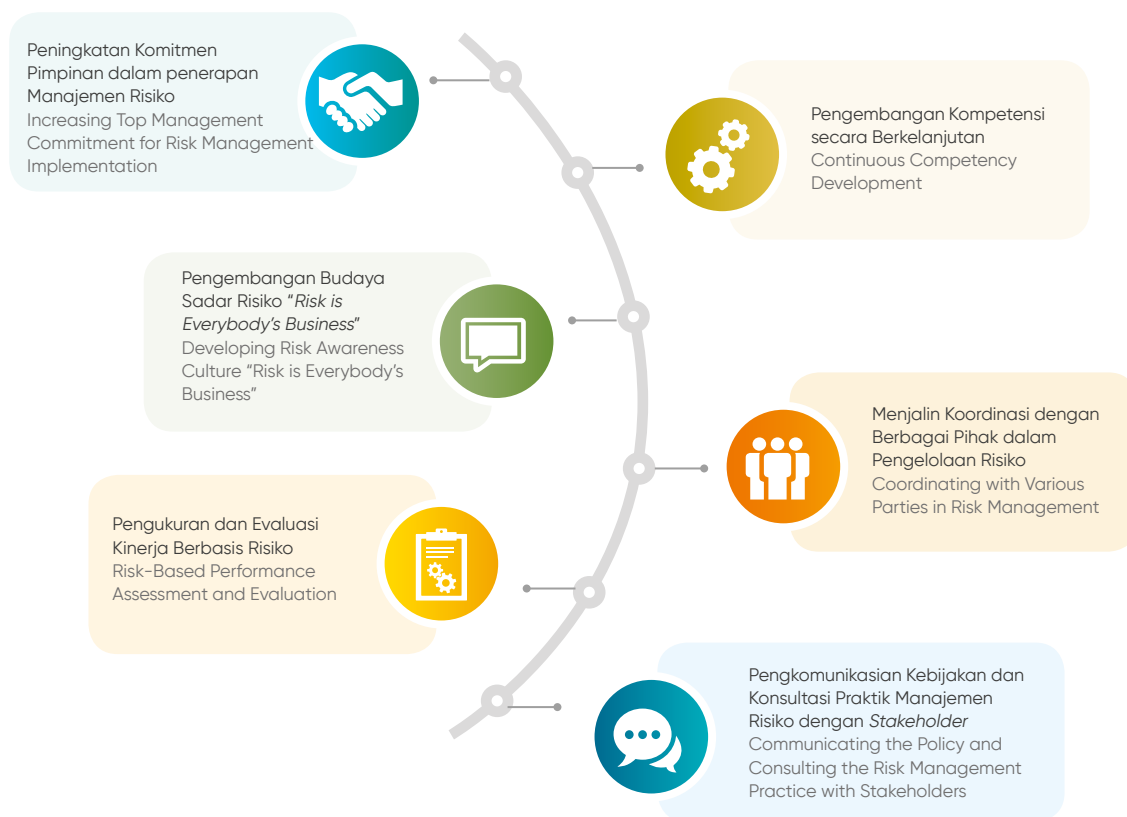 Peningkatan Komitmen
Pimpinan dalam penerapan
Manajemen Risiko
Increasing Top Management
Commitment for Risk Management
Implementation
Pengembangan Kompetensi
secara Berkelanjutan
Continuous Competency
Development
Pengembangan Budaya
Sadar Risiko “Risk is
Everybody’s Business”
Developing Risk Awareness
Culture “Risk is Everybody’s
Business”
Menjalin Koordinasi dengan
Berbagai Pihak dalam
Pengelolaan Risiko
Coordinating with Various
Parties in Risk Management
Pengukuran dan Evaluasi
Kinerja Berbasis Risiko
Risk-Based Performance
Assessment and Evaluation
Pengkomunikasian Kebijakan dan
Konsultasi Praktik Manajemen
Risiko dengan Stakeholder
Communicating the Policy and
Consulting the Risk Management
Practice with Stakeholders